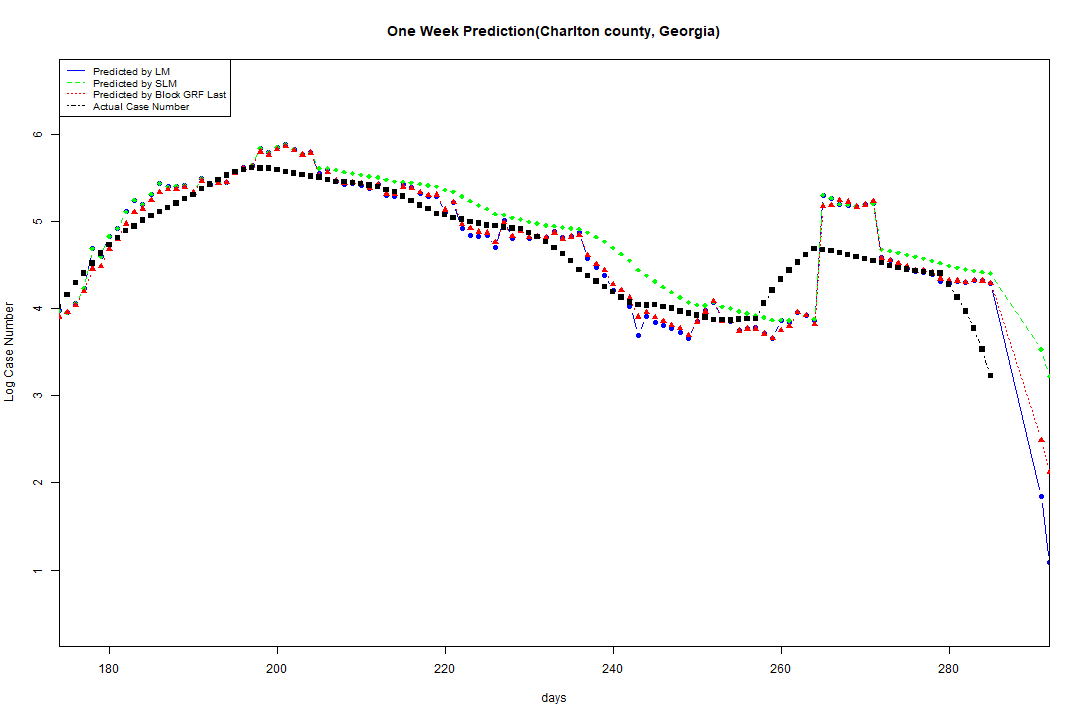 One Week Prediction(Charlton county, Georgia)
Predicted by LM
Predicted by SLM
Predicted by Block GRF Last
Actual Case Number
6
5
4
3
2
1
Log Case Number
180 200 220 240 260 280
days